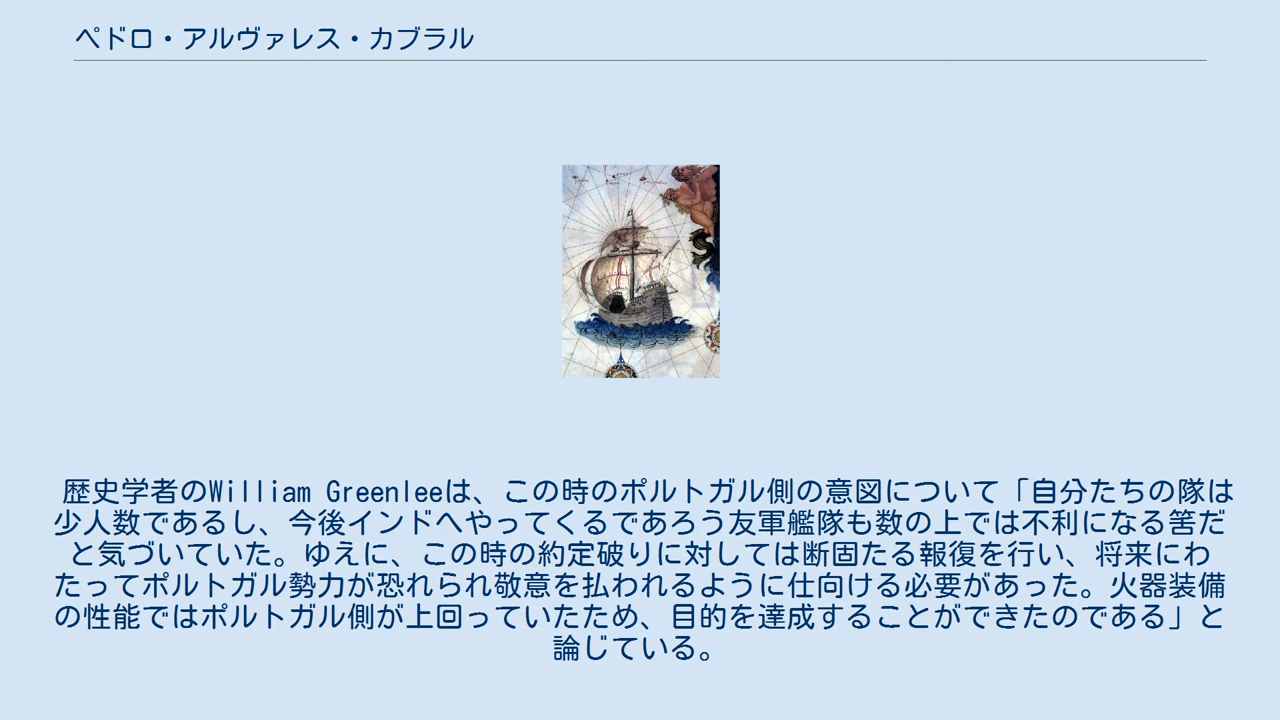 ペドロ・アルヴァレス・カブラル
歴史学者のWilliam Greenleeは、この時のポルトガル側の意図について「自分たちの隊は
少人数であるし、今後インドへやってくるであろう友軍艦隊も数の上では不利になる筈だ
と気づいていた。ゆえに、この時の約定破りに対しては断固たる報復を行い、将来にわ
たってポルトガル勢力が恐れられ敬意を払われるように仕向ける必要があった。火器装備
の性能ではポルトガル側が上回っていたため、目的を達成することができたのである」と
論じている。